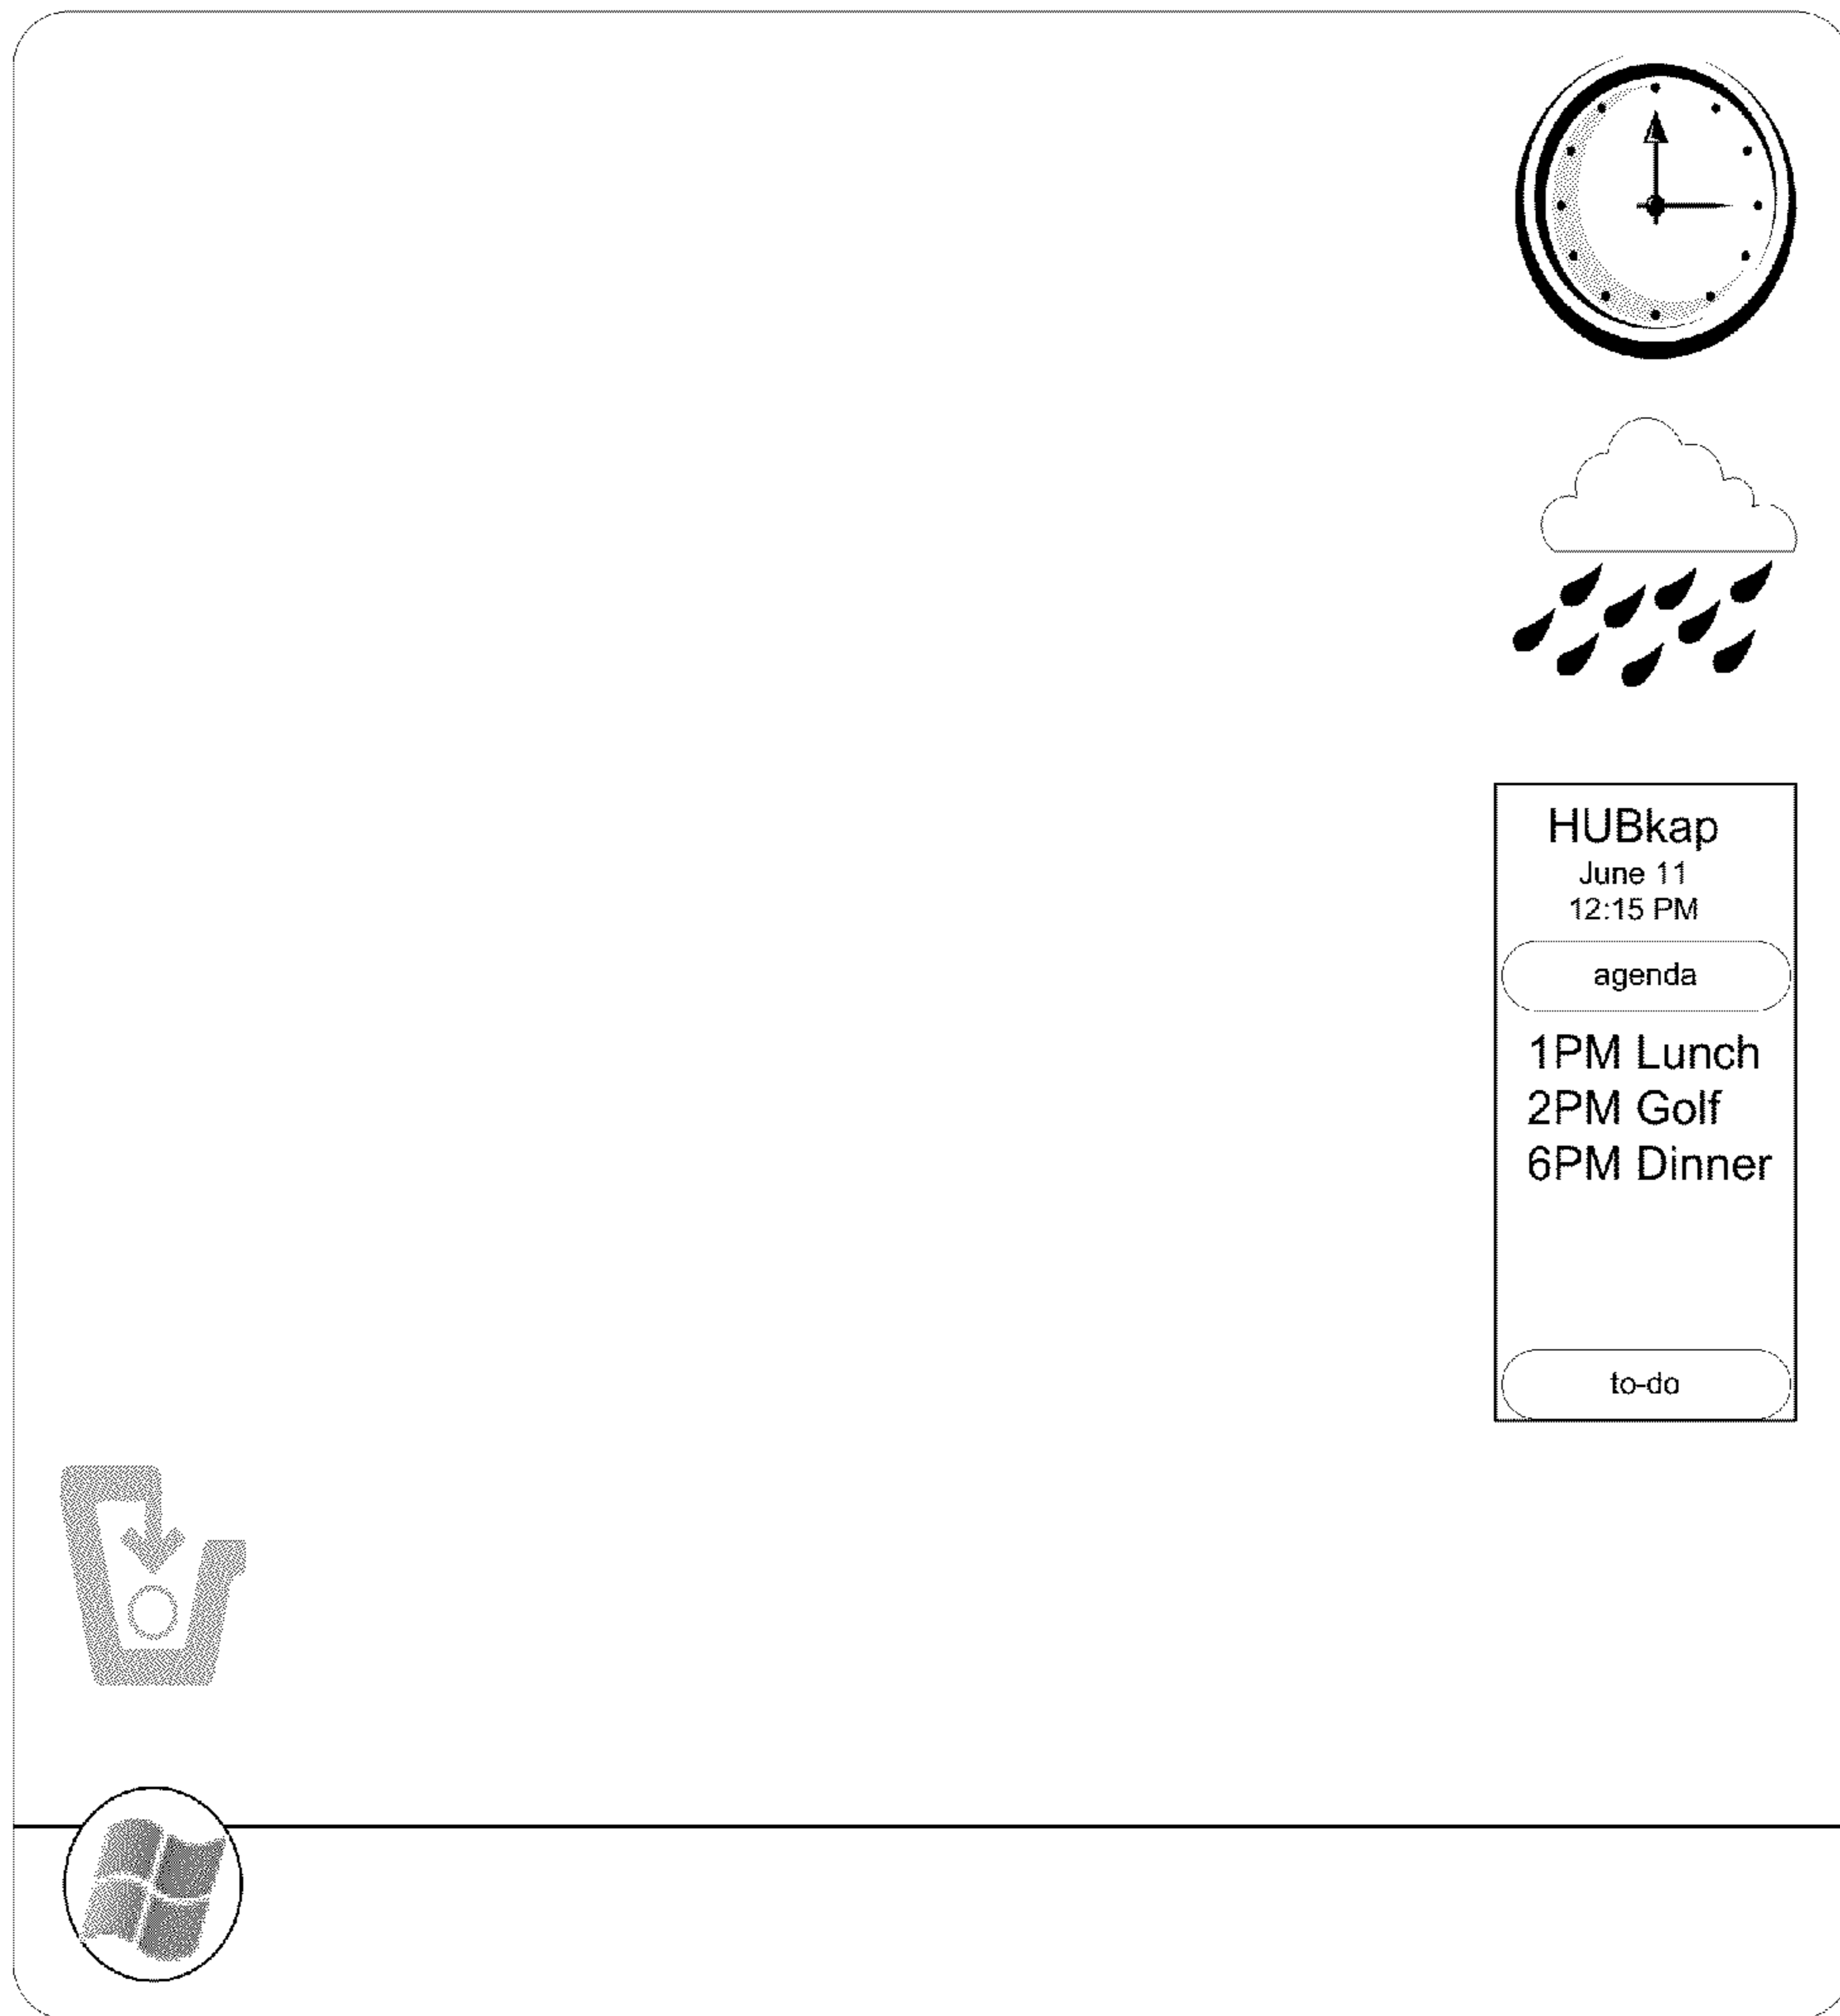 HUBkap
June 11
12:15 PM
agenda
1PM Lunch
2PM Golf
6PM Dinner
to-do